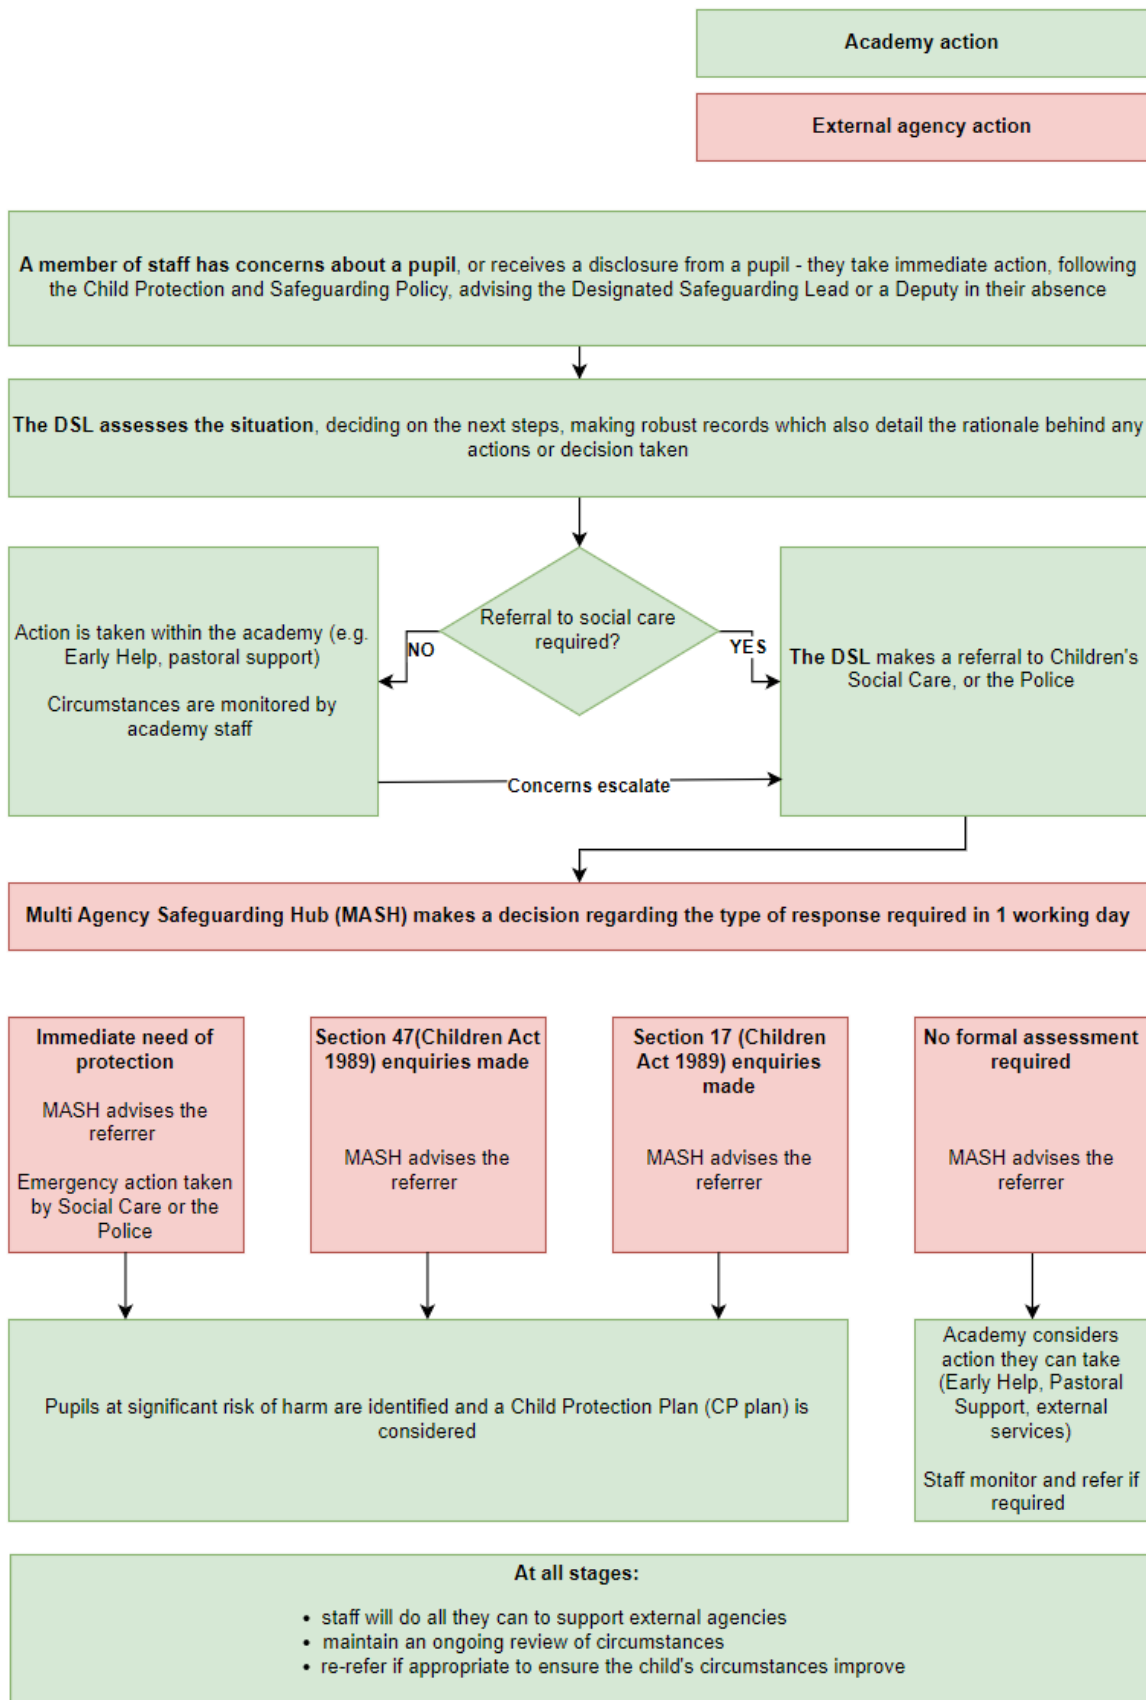 Academy action
External agency action
A member of staff has concerns about a pupil, or receives a disclosure from a pupil - they take immediate action, following
the Child Protection and Safeguarding Policy, advising the Designated Safeguarding Lead or a Deputy in their absence
The DSL assesses the situation, deciding on the next steps, making robust records which also detail the rationale behind any
actions or decision taken
Referral to social care
required?
NO
YES
Action is taken within the academy (e.g.
Early Help, pastoral support)
Circumstances are monitored by
academy staff
The DSL makes a referral to Children's
Social Care, or the Police
Concerns escalate
Multi Agency Safeguarding Hub (MASH) makes a decision regarding the type of response required in 1 working day
Immediate need of
protection
MASH advises the
referrer
Emergency action taken
by Social Care or the
Police
Section 47(Children Act
1989) enquiries made
MASH advises the
referrer
Section 17 (Children
Act 1989) enquiries
made
MASH advises the
referrer
No formal assessment
required
MASH advises the
referrer
Pupils at significant risk of harm are identified and a Child Protection Plan (CP plan) is
considered
Academy considers
action they can take
(Early Help, Pastoral
Support, external
services)
Staff monitor and refer if
required
At all stages:
• staff will do all they can to support external agencies
• maintain an ongoing review of circumstances
• re-refer if appropriate to ensure the child's circumstances improve